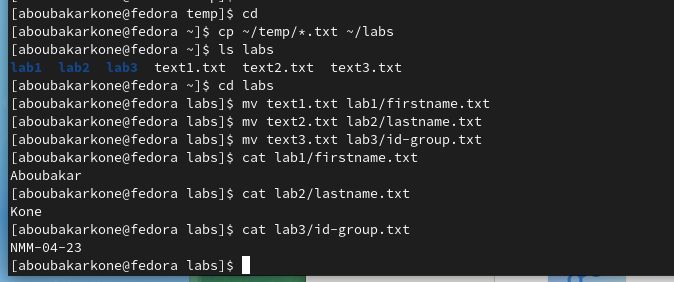 [aboubakarkone@fedora temp]$ cd
[aboubakarkone@fedora ~]$ cp ~/temp/*.txt ~/labs
[aboubakarkone@fedora ~]$ ls labs
lab1  lab2  lab3  text1.txt  text2.txt  text3.txt
[aboubakarkone@fedora ~]$ cd labs
[aboubakarkone@fedora labs]$ mv text1.txt lab1/firstname.txt
[aboubakarkone@fedora labs]$ mv text2.txt lab2/lastname.txt
[aboubakarkone@fedora labs]$ mv text3.txt lab3/id-group.txt
[aboubakarkone@fedora labs]$ cat lab1/firstname.txt
Aboubakar
[aboubakarkone@fedora labs]$ cat lab2/lastname.txt
Kone
[aboubakarkone@fedora labs]$ cat lab3/id-group.txt
NMM-04-23
[aboubakarkone@fedora labs]$